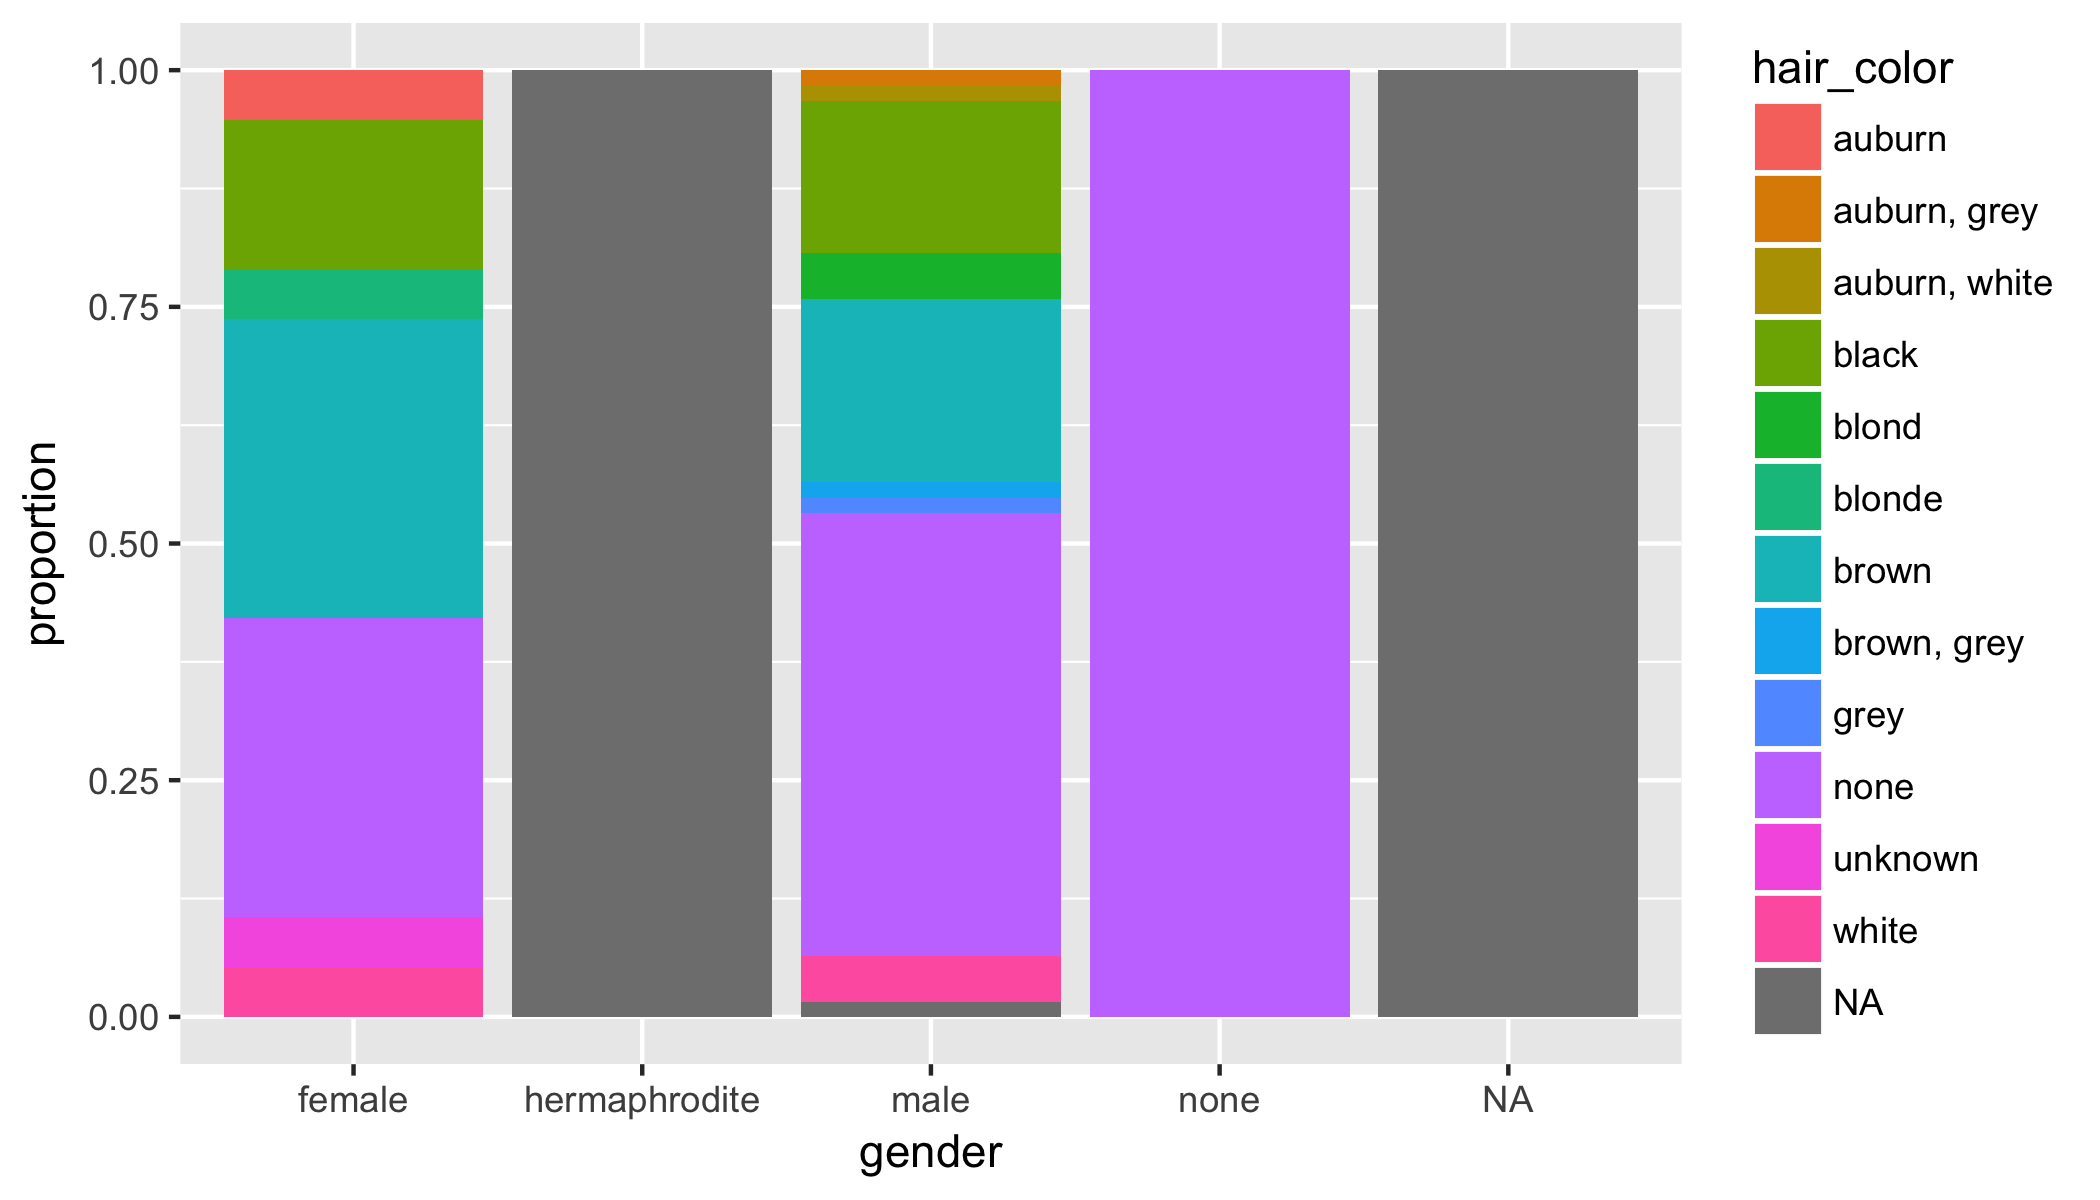 proportion
1.00
0.75
0.50
0.25
0.00
female
hermaphrodite
male
none
NA
gender
hair_color
auburn
auburn, grey
auburn, white
black
blond
blonde
brown
brown, grey
grey
none
unknown
white
NA